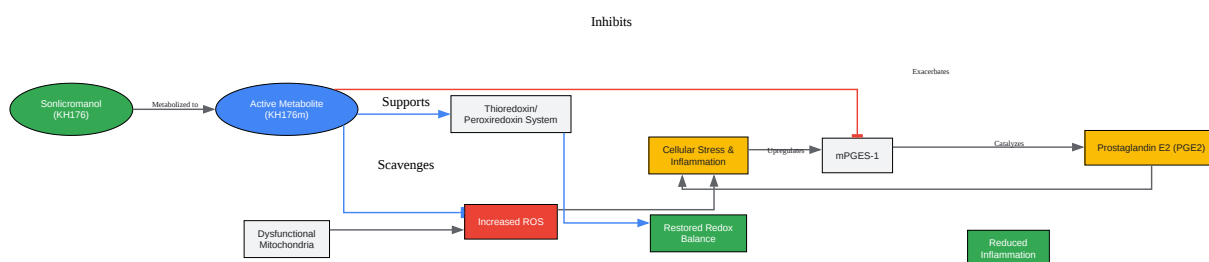 Inhibits
Exacerbates
Sonlicromanol
(KH176)
Metabolized to
Active Metabolite
(KH176m)
Supports
Thioredoxin/
Peroxiredoxin System
Scavenges
Cellular Stress &
Inflammation
Upregulates
mPGES-1
Catalyzes
Prostaglandin E2 (PGE2)
Increased ROS
Dysfunctional
Mitochondria
Restored Redox
Balance
Reduced
Inflammation